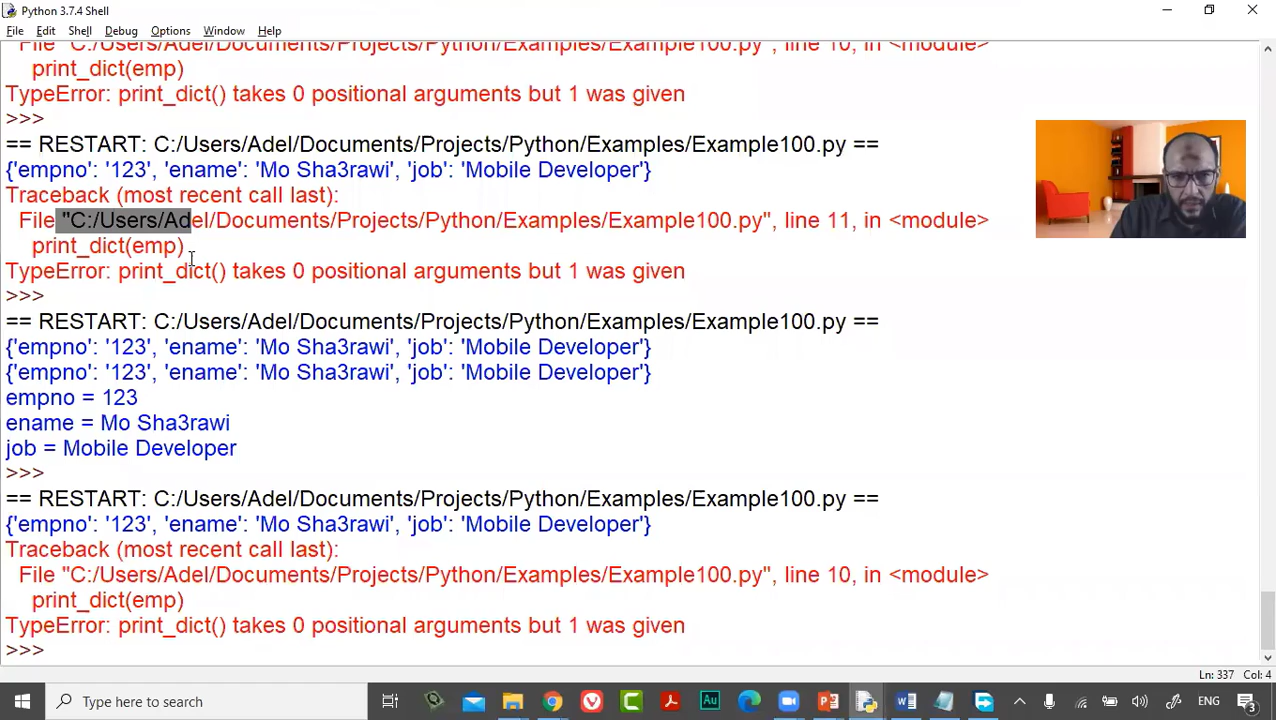 Python 3.7.4 Shell
File Edit Shell Debug Options Window Help
File "C:/Users/Adel/Documents/Projects/Python/Examples/Example100.py", line 10, in <module>
print_dict(emp)
TypeError: print_dict() takes 0 positional arguments but 1 was given
>>>
== RESTART: C:/Users/Adel/Documents/Projects/Python/Examples/Example100.py ==
{'empno': '123', 'ename': 'Mo Sha3rawi', 'job': 'Mobile Developer'}
Traceback (most recent call last):
File "C:/Users/Adel/Documents/Projects/Python/Examples/Example100.py", line 11, in <module>
print_dict(emp)
TypeError: print_dict() takes 0 positional arguments but 1 was given
>>>
== RESTART: C:/Users/Adel/Documents/Projects/Python/Examples/Example100.py ==
{'empno': '123', 'ename': 'Mo Sha3rawi', 'job': 'Mobile Developer'}
{'empno': '123', 'ename': 'Mo Sha3rawi', 'job': 'Mobile Developer'}
empno = 123
ename = Mo Sha3rawi
job = Mobile Developer
>>>
== RESTART: C:/Users/Adel/Documents/Projects/Python/Examples/Example100.py ==
{'empno': '123', 'ename': 'Mo Sha3rawi', 'job': 'Mobile Developer'}
Traceback (most recent call last):
File "C:/Users/Adel/Documents/Projects/Python/Examples/Example100.py", line 10, in <module>
print_dict(emp)
TypeError: print_dict() takes 0 positional arguments but 1 was given
>>>
Ln: 337 Col: 4
Type here to search
Au
ENG
3